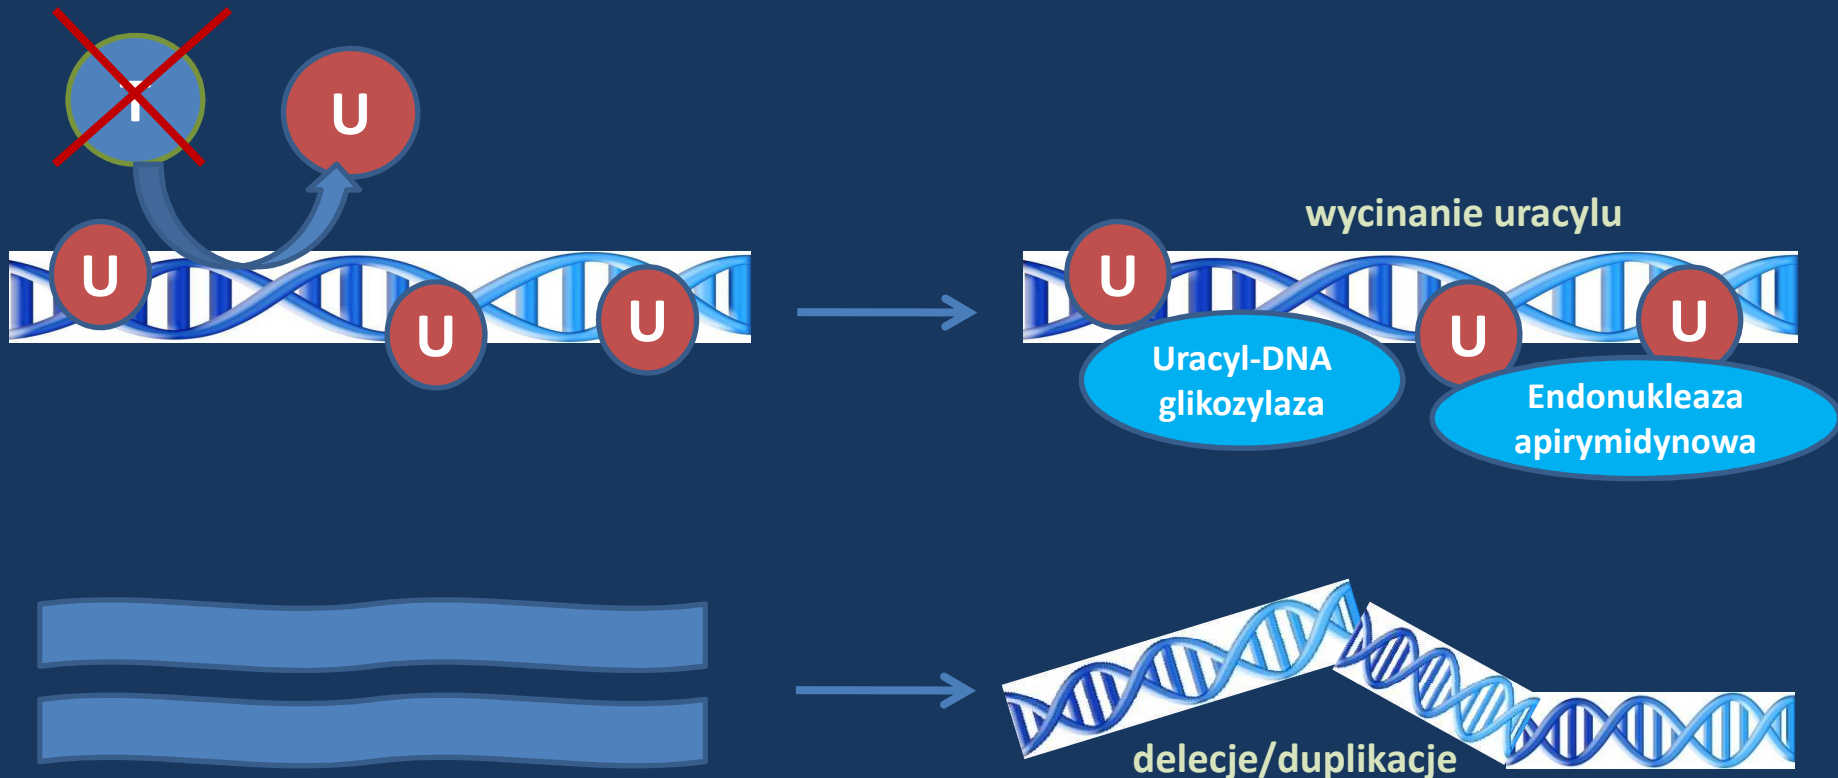 T
U
wycinanie uracylu
U
U
U
U
U
U
Uracyl-DNA
glikozylaza
Endonukleaza
apirymidynowa
delecje/duplikacje